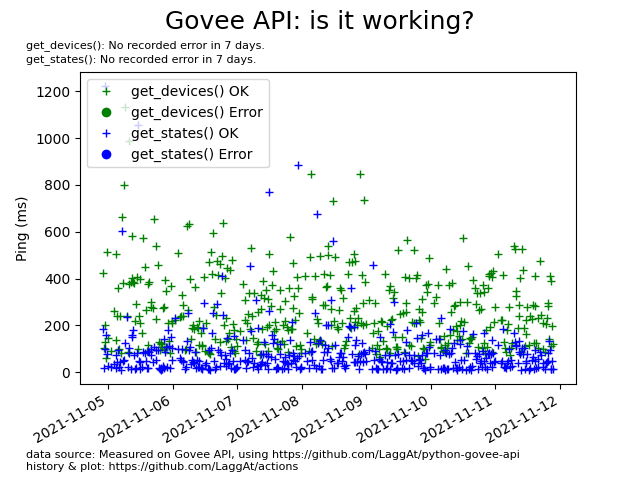 Govee API: is it working?
get_devices(): No recorded error in 7 days.
get_states(): No recorded error in 7 days.
1200
1000
800
600
400
200
0
Ping (ms)
get_devices() OK
get_devices() Error
get_states() OK
get_states() Error
2021-11-05
2021-11-06
2021-11-07
2021-11-08
2021-11-09
2021-11-10
2021-11-11
2021-11-12
data source: Measured on Govee API, using https://github.com/LaggAt/python-govee-api
history & plot: https://github.com/LaggAt/actions